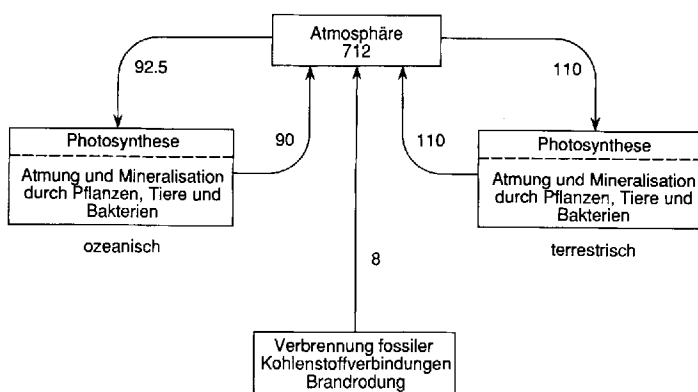 Atmosphäre
712
92.5
110
Photosynthese
90
110
Photosynthese
Atmung und Mineralisation
durch Pflanzen, Tiere und
Bakterien
Atmung und Mineralisation
durch Pflanzen, Tiere und
Bakterien
ozeanisch
terrestrisch
8
Verbrennung fossiler
Kohlenstoffverbindungen
Brandrodung